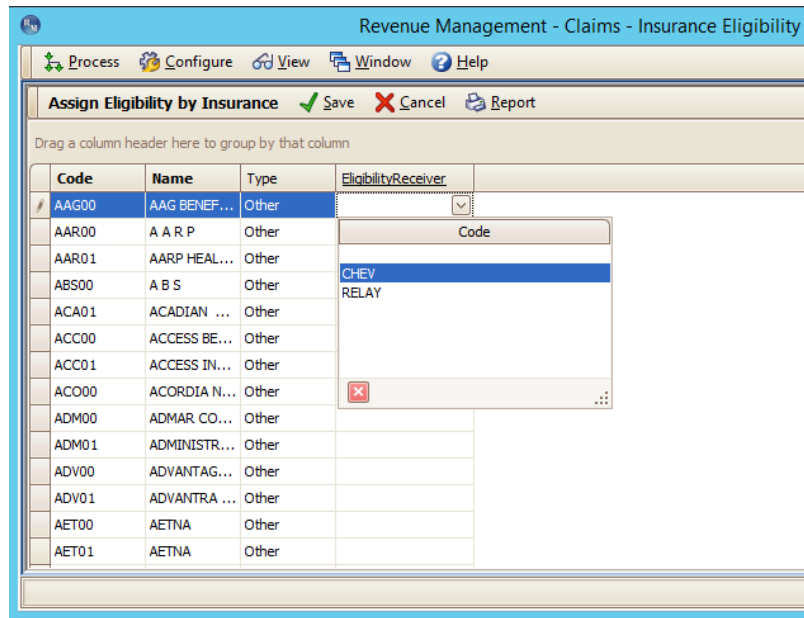 Revenue Management - Claims - Insurance Eligibility
Process Configure View Window Help
Assign Eligibility by Insurance Save Cancel Report
Drag a column header here to group by that column
Code Name Type EligibilityReceiver
AAG00 AAG BENEF... Other
AAR00 A A R P Other
Code
AAR01 AARP HEAL... Other
CHEV
ABS00 A B S Other
RELAY
ACA01 ACADIAN ... Other
ACC00 ACCESS BE... Other
ACC01 ACCESS IN... Other
ACO00 ACORDIA N... Other
ADM00 ADMAR CO... Other
ADM01 ADMINISTR... Other
ADV00 ADVANTAG... Other
ADV01 ADVANTRA ... Other
AET00 AETNA Other
AET01 AETNA Other